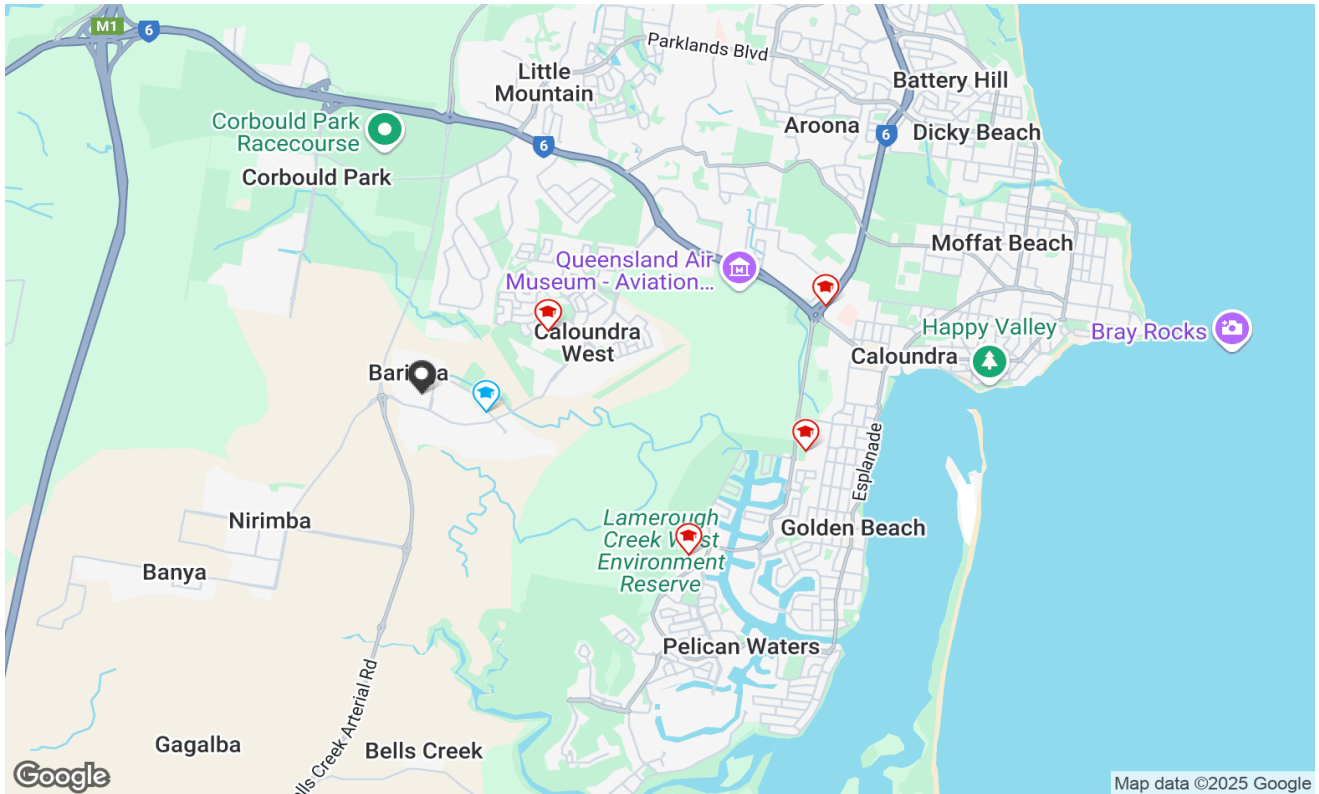 M1
6
Parklands Blvd
Little
Mountain
Battery Hill
Corbould Park
Racecourse
Aroona
6
Dicky Beach
6
Corbould Park
Moffat Beach
Queensland Air
Museum - Aviation...
Happy Valley
Bray Rocks
Caloundra
West
Caloundra
Esplanade
Nirimba
Lamerough
Creek West
Environment
Reserve
Golden Beach
Banya
Pelican Waters
Creek Arterial Rd
Gagalba
Bells Creek
Google
Map data ©2025 Google